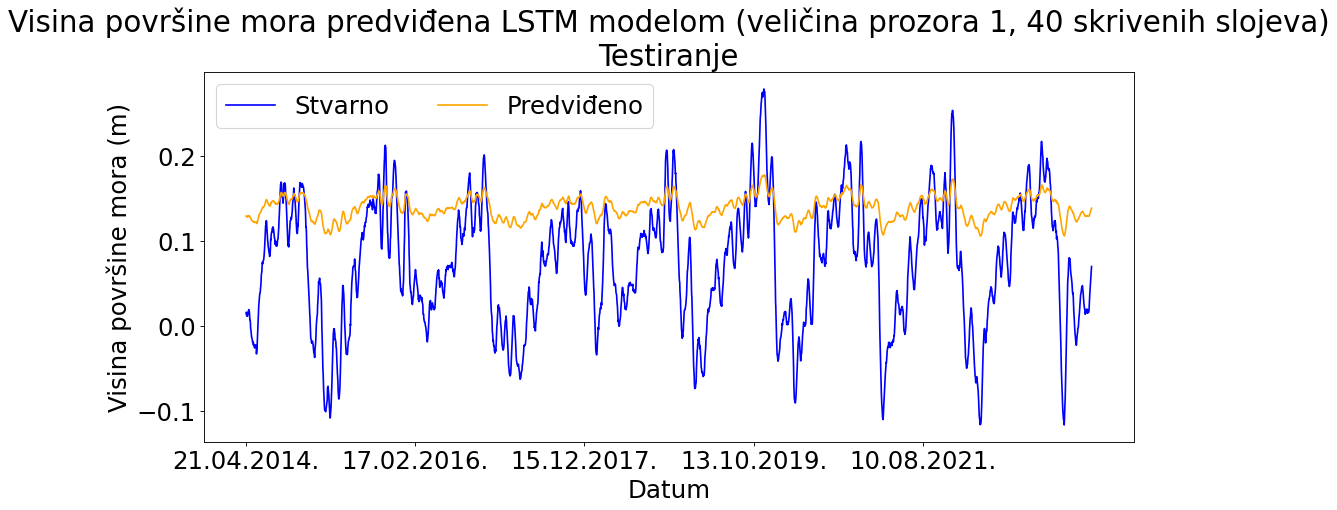 Visina površine mora predviđena LSTM modelom (veličina prozora 1, 40 skrivenih slojeva)
Testiranje
Stvarno
Predviđeno
Visina površine mora (m)
0.2
0.1
0.0
−0.1
21.04.2014.
17.02.2016.
15.12.2017.
13.10.2019.
10.08.2021.
Datum